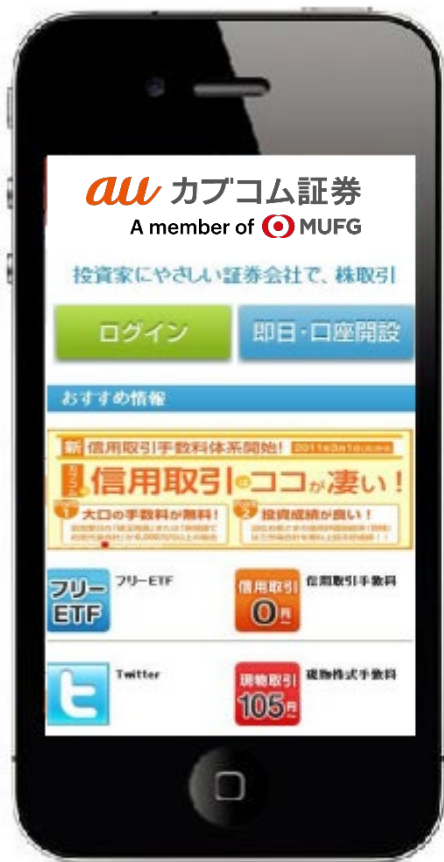 au カブコム証券
A member of MUFG
投資家にやさしい証券会社で、株取引
ログイン
即日・口座開設
おすすめ情報
新 信用取引手数料体系開始!
信用取引 ココが凄い!
1 大口の手数料が無料!
2 投資成績が良い!
フリーETF
フリーETF
信用取引 0円~
信用取引手数料
Twitter
現物取引 105円~
現物株式手数料